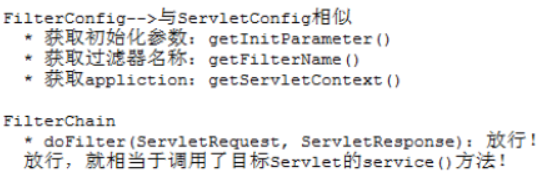 FilterConfig-->与ServletConfig相似
* 获取初始化参数：getInitParameter()
* 获取过滤器名称：getFilterName()
* 获取appliction：getServletContext()
FilterChain
* doFilter(ServletRequest, ServletResponse)：放行！
放行，就相当于调用了目标Servlet的service()方法！